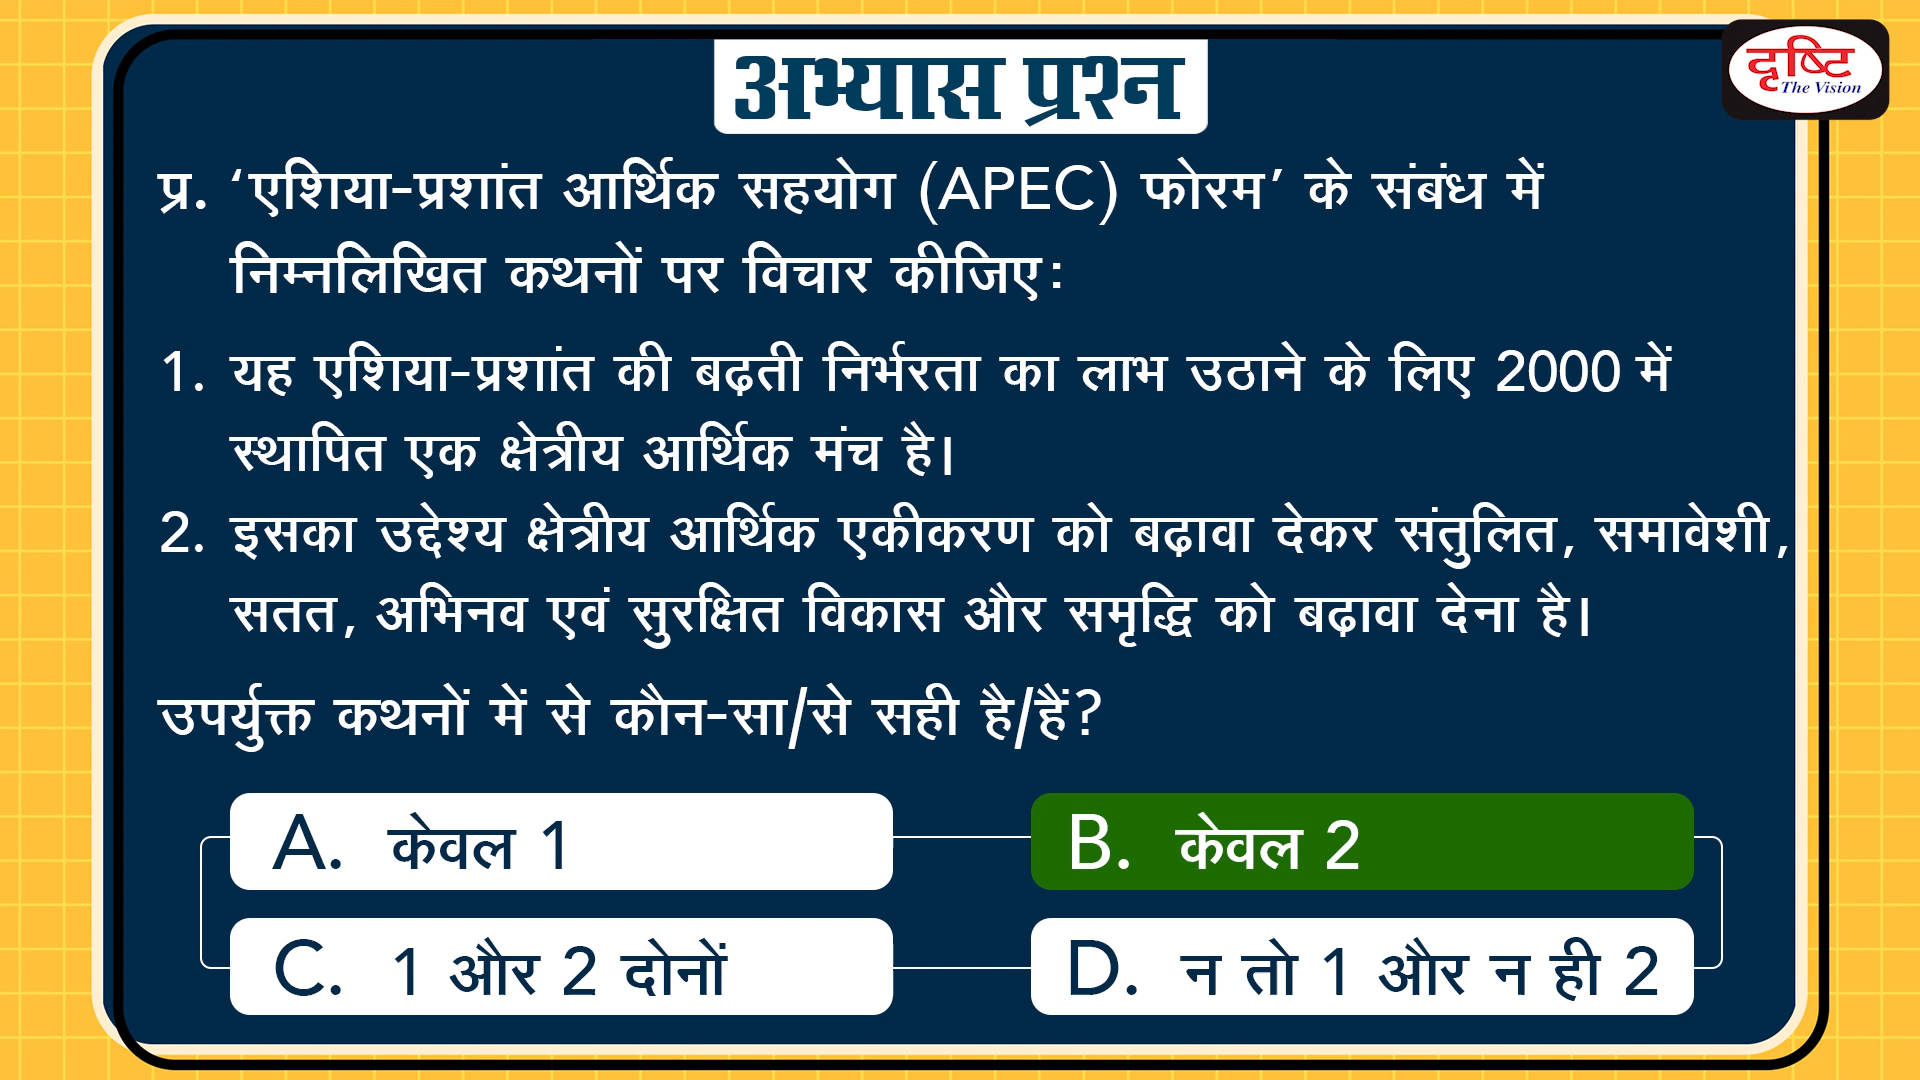 अभ्यास प्रश्न
दृष्टि
The Vision
प्र. ‘एशिया-प्रशांत आर्थिक सहयोग (APEC) फोरम’ के संबंध में
निम्नलिखित कथनों पर विचार कीजिए:
1. यह एशिया-प्रशांत की बढ़ती निर्भरता का लाभ उठाने के लिए 2000 में
स्थापित एक क्षेत्रीय आर्थिक मंच है।
2. इसका उद्देश्य क्षेत्रीय आर्थिक एकीकरण को बढ़ावा देकर संतुलित, समावेशी,
सतत, अभिनव एवं सुरक्षित विकास और समृद्धि को बढ़ावा देना है।
उपर्युक्त कथनों में से कौन-सा/से सही है/हैं?
A. केवल 1
B. केवल 2
C. 1 और 2 दोनों
D. न तो 1 और न ही 2